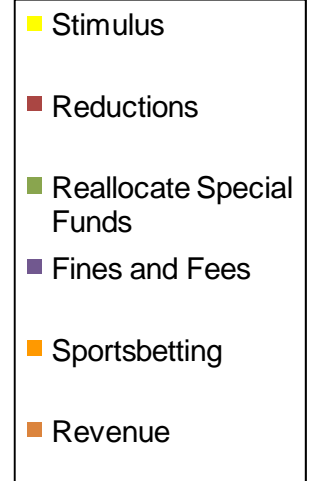 Stimulus
Reductions
Reallocate Special
Funds
Fines and Fees
Sportsbetting
Revenue